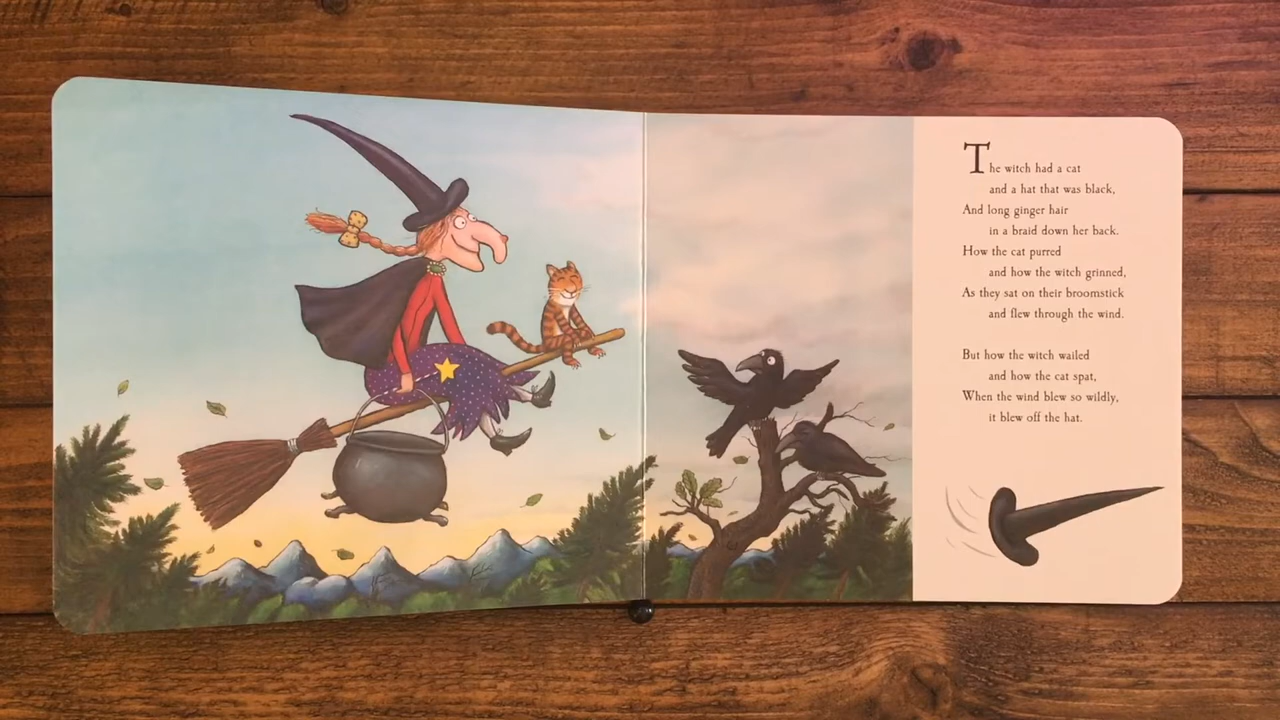 The witch had a cat
and a hat that was black,
And long ginger hair
in a braid down her back.
How the cat purred
and how the witch grinned,
As they sat on their broomstick
and flew through the wind.
But how the witch wailed
and how the cat spat,
When the wind blew so wildly,
it blew off the hat.